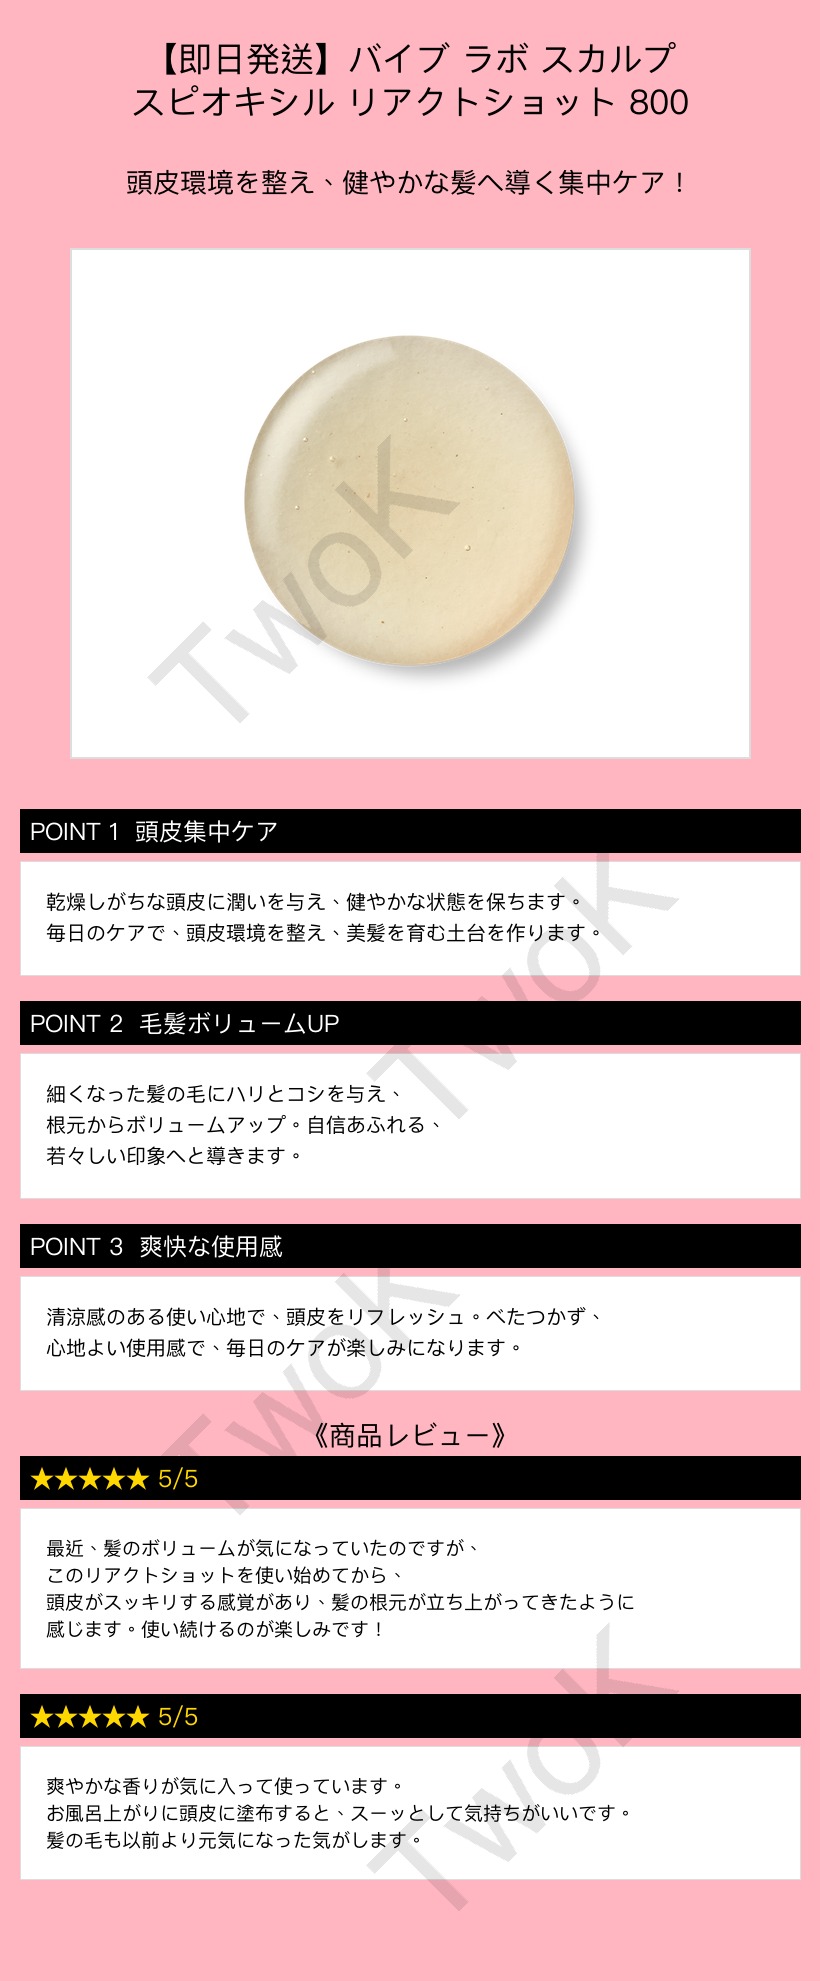 【即日発送】バイブ ラボ スカルプ
スピオキシル リアクトショット 800
頭皮環境を整え、健やかな髪へ導く集中ケア！
TwoK
POINT 1 頭皮集中ケア
乾燥しがちな頭皮に潤いを与え、健やかな状態を保ちます。
毎日のケアで、頭皮環境を整え、美髪を育む土台を作ります。
TwoK
POINT 2 毛髪ボリュームUP
細くなった髪の毛にハリとコシを与え、
根元からボリュームアップ。自信あふれる、
若々しい印象へと導きます。
POINT 3 爽快な使用感
清涼感のある使い心地で、頭皮をリフレッシュ。べたつかず、
心地よい使用感で、毎日のケアが楽しみになります。
TwoK
《商品レビュー》
★★★★★ 5/5
最近、髪のボリュームが気になっていたのですが、
このリアクトショットを使い始めてから、
頭皮がスッキリする感覚があり、髪の根元が立ち上がってきたように
感じます。使い続けるのが楽しみです！
★★★★★ 5/5
爽やかな香りが気に入って使っています。
お風呂上がりに頭皮に塗布すると、スーッとして気持ちがいいです。
髪の毛も以前より元気になった気がします。
TwoK